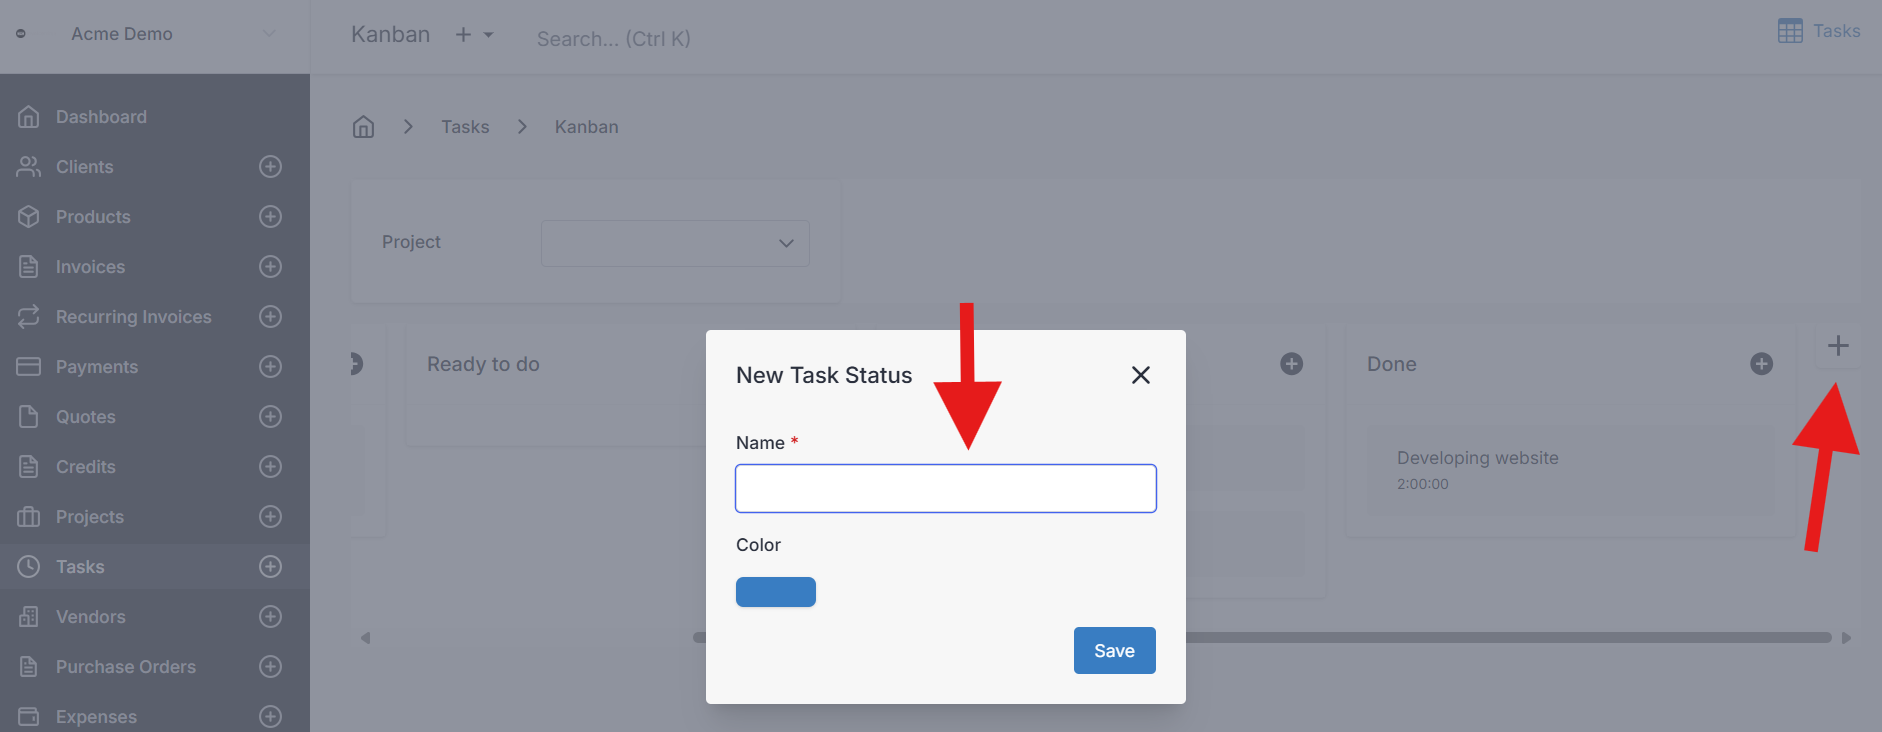 Acme Demo
Kanban
Search... (Ctrl K)
Tasks
Dashboard
Clients
Products
Invoices
Recurring Invoices
Payments
Quotes
Credits
Projects
Tasks
Vendors
Purchase Orders
Expenses
Tasks
Kanban
Project
Ready to do
Done
Developing website
2:00:00
New Task Status
Name *
Color
Save